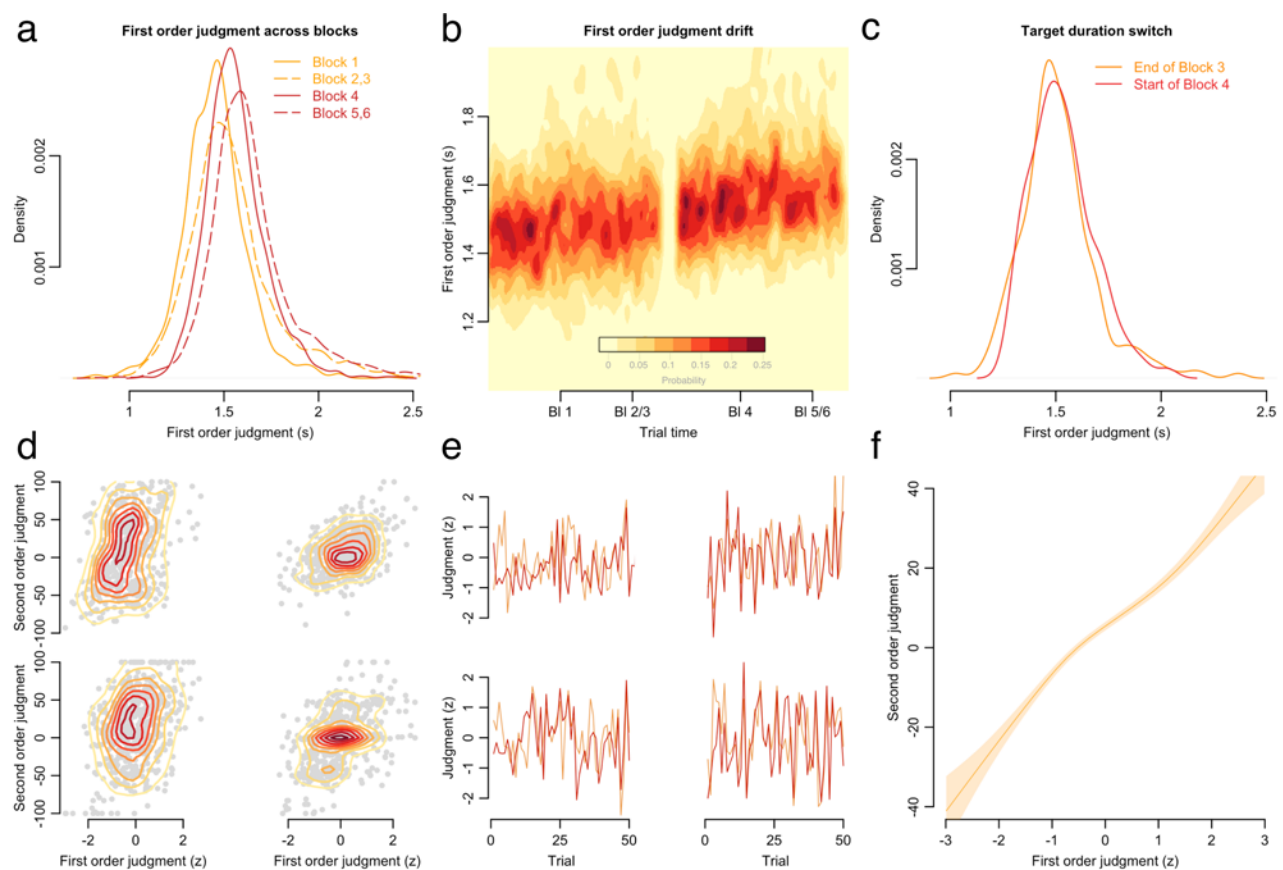 a
First order judgment across blocks
Block 1
Block 2,3
Block 4
Block 5,6
Density
0.002
0.001
1
1.5
2
2.5
First order judgment (s)
b
First order judgment drift
First order judgment (s)
1.8
1.6
1.4
1.2
0
0.05
0.1
0.15
0.2
0.25
Probability
Bl 1
Bl 2/3
Bl 4
Bl 5/6
Trial time
c
Target duration switch
End of Block 3
Start of Block 4
Density
0.002
0.001
1
1.5
2
2.5
First order judgment (s)
d
Second order judgment
100
50
0
-50
-100
Second order judgment
100
50
0
-50
-100
-2
0
2
First order judgment (z)
-2
0
2
First order judgment (z)
e
Judgment (z)
2
1
0
-1
-2
Judgment (z)
2
1
0
-1
-2
0
50
Trial
0
50
Trial
f
Second order judgment
40
20
0
20
-40
-3
-2
-1
0
1
2
3
First order judgment (z)